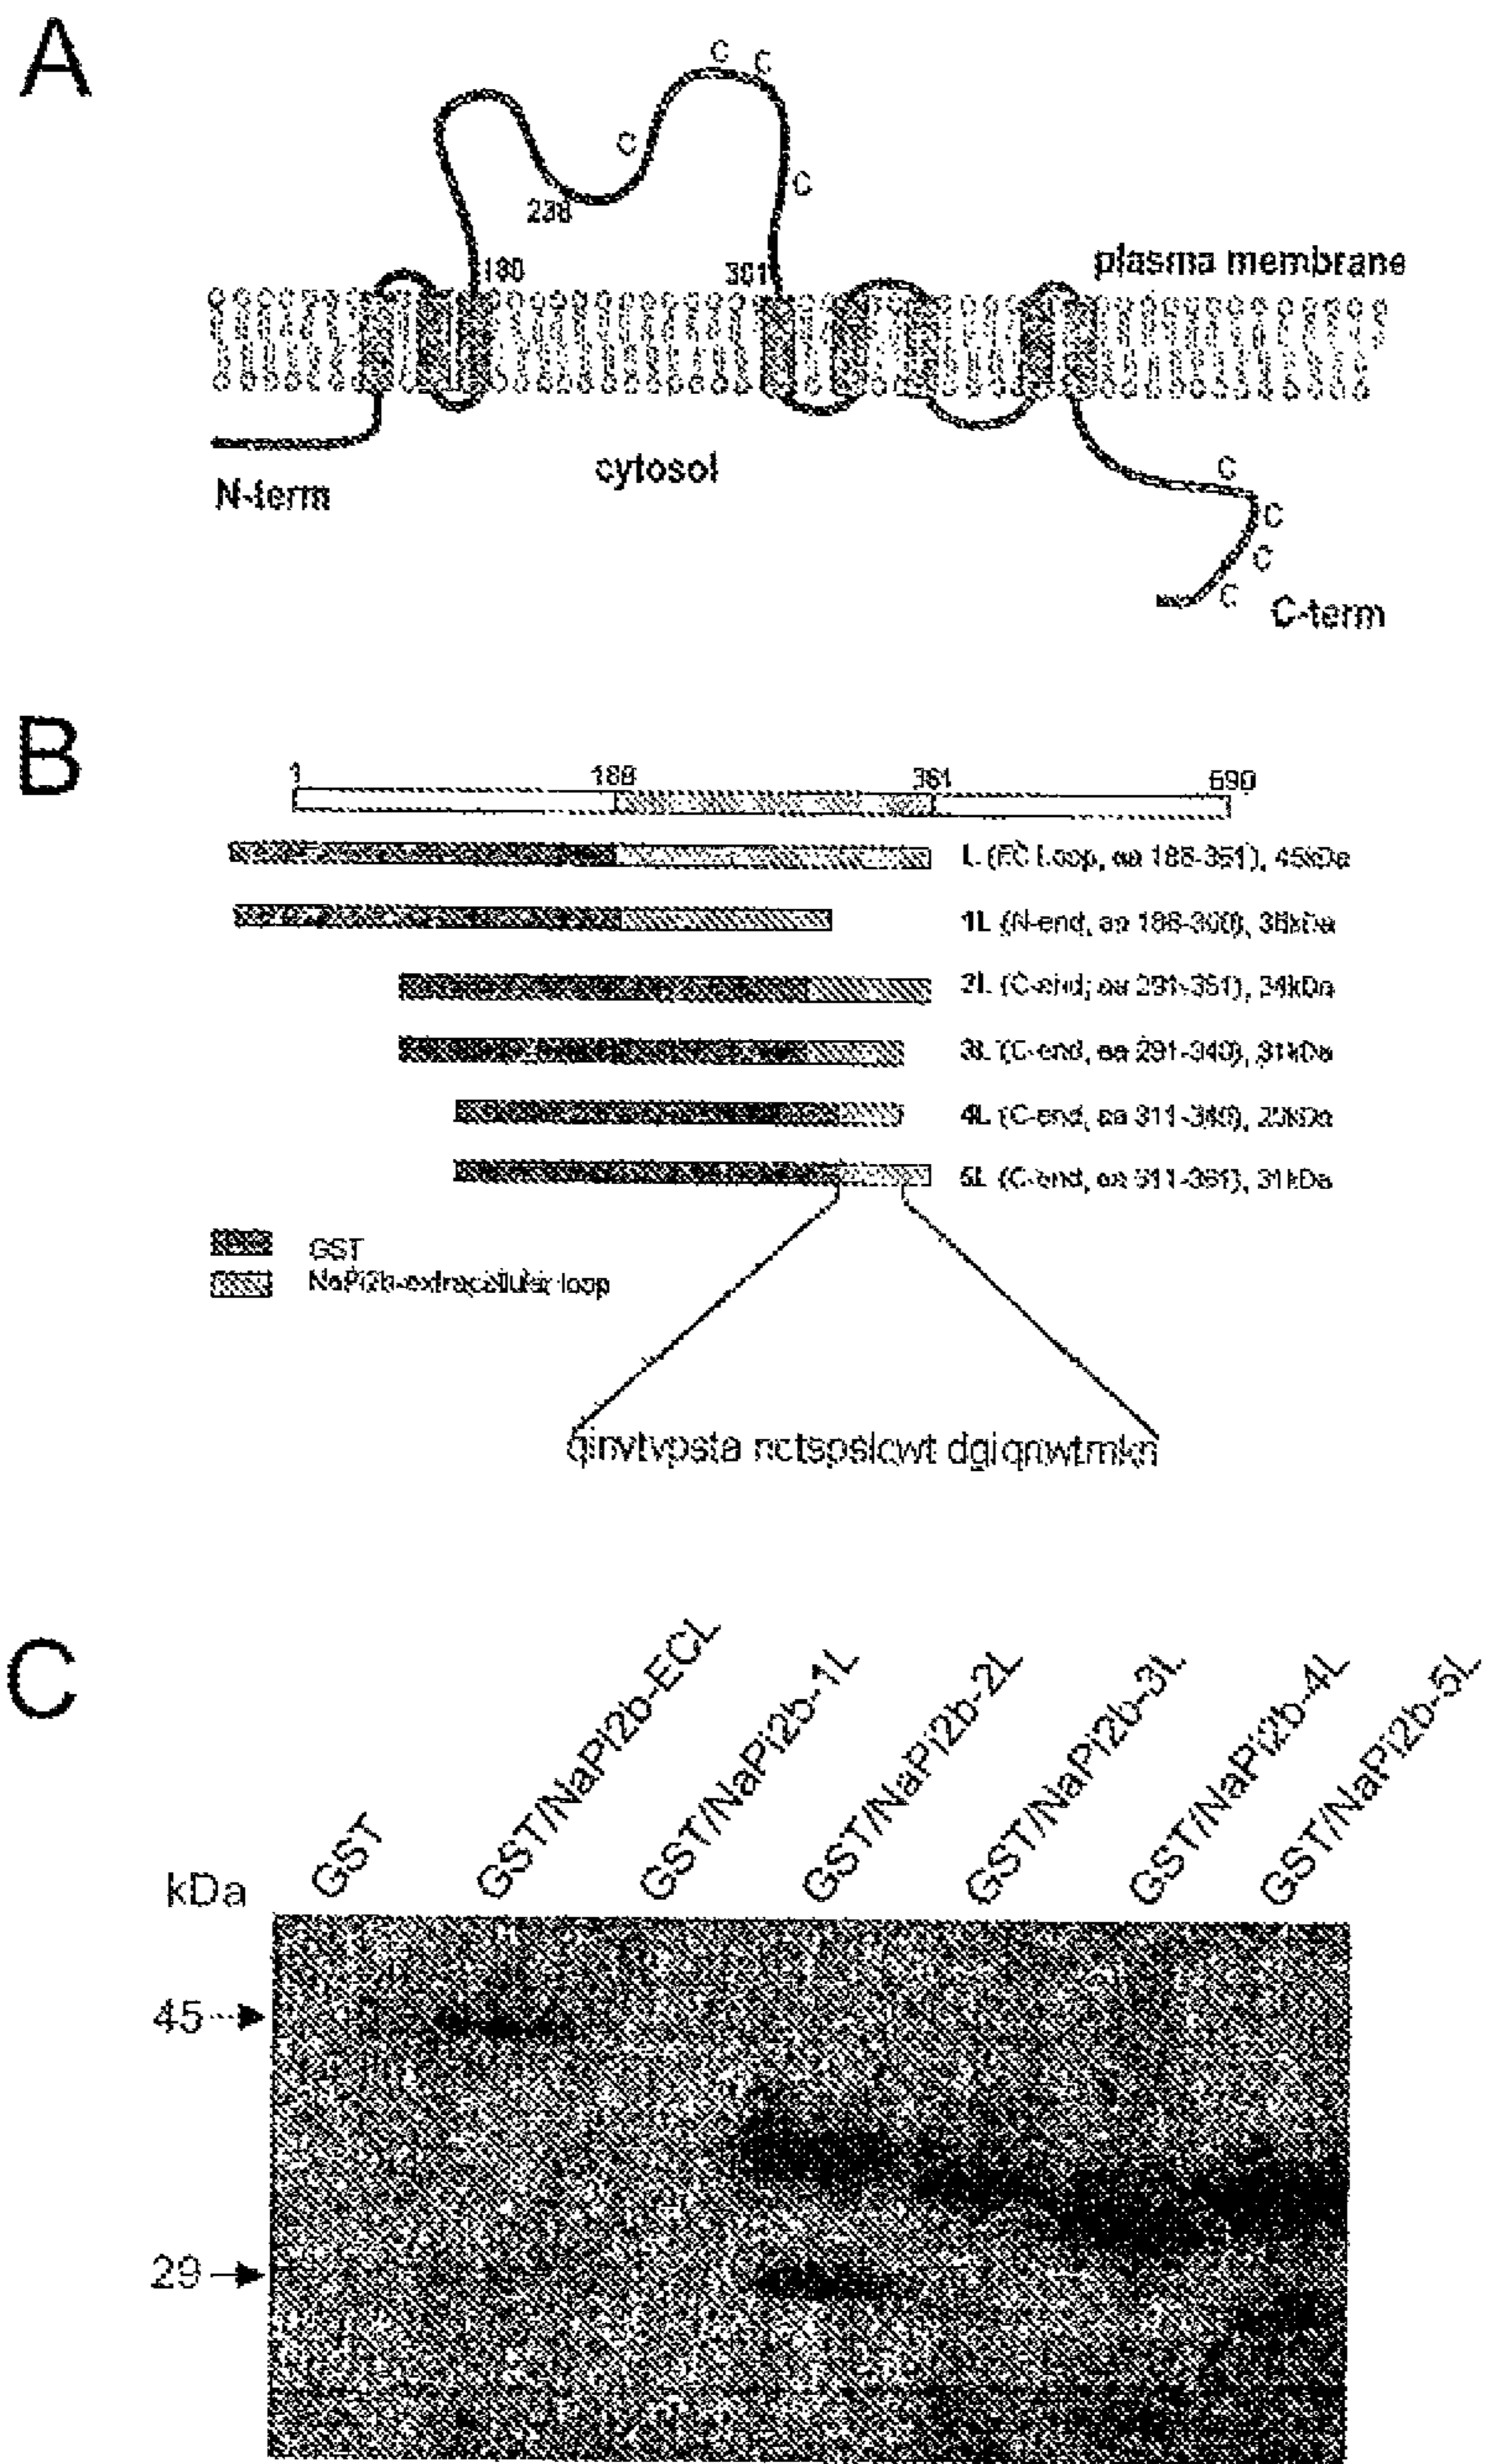 A
C C
C
C
238
180
301
plasma membrane
N-term
cytosol
C
C
C
C
C-term
B
1 188 361 690
L (EC Loop, aa 188-361), 45kDa
1L (N-end, aa 188-300), 36kDa
2L (C-end, aa 291-361), 34kDa
3L (C-end, aa 291-340), 31kDa
4L (C-end, aa 311-340), 29kDa
5L (C-end, aa 311-361), 31kDa
GST
NaPi2b-extracellular loop
qinvtvpsta nctspslcwt dgiqnwtmkn
C
kDa
GST
GST/NaPi2b-ECL
GST/NaPi2b-1L
GST/NaPi2b-2L
GST/NaPi2b-3L
GST/NaPi2b-4L
GST/NaPi2b-5L
45
29